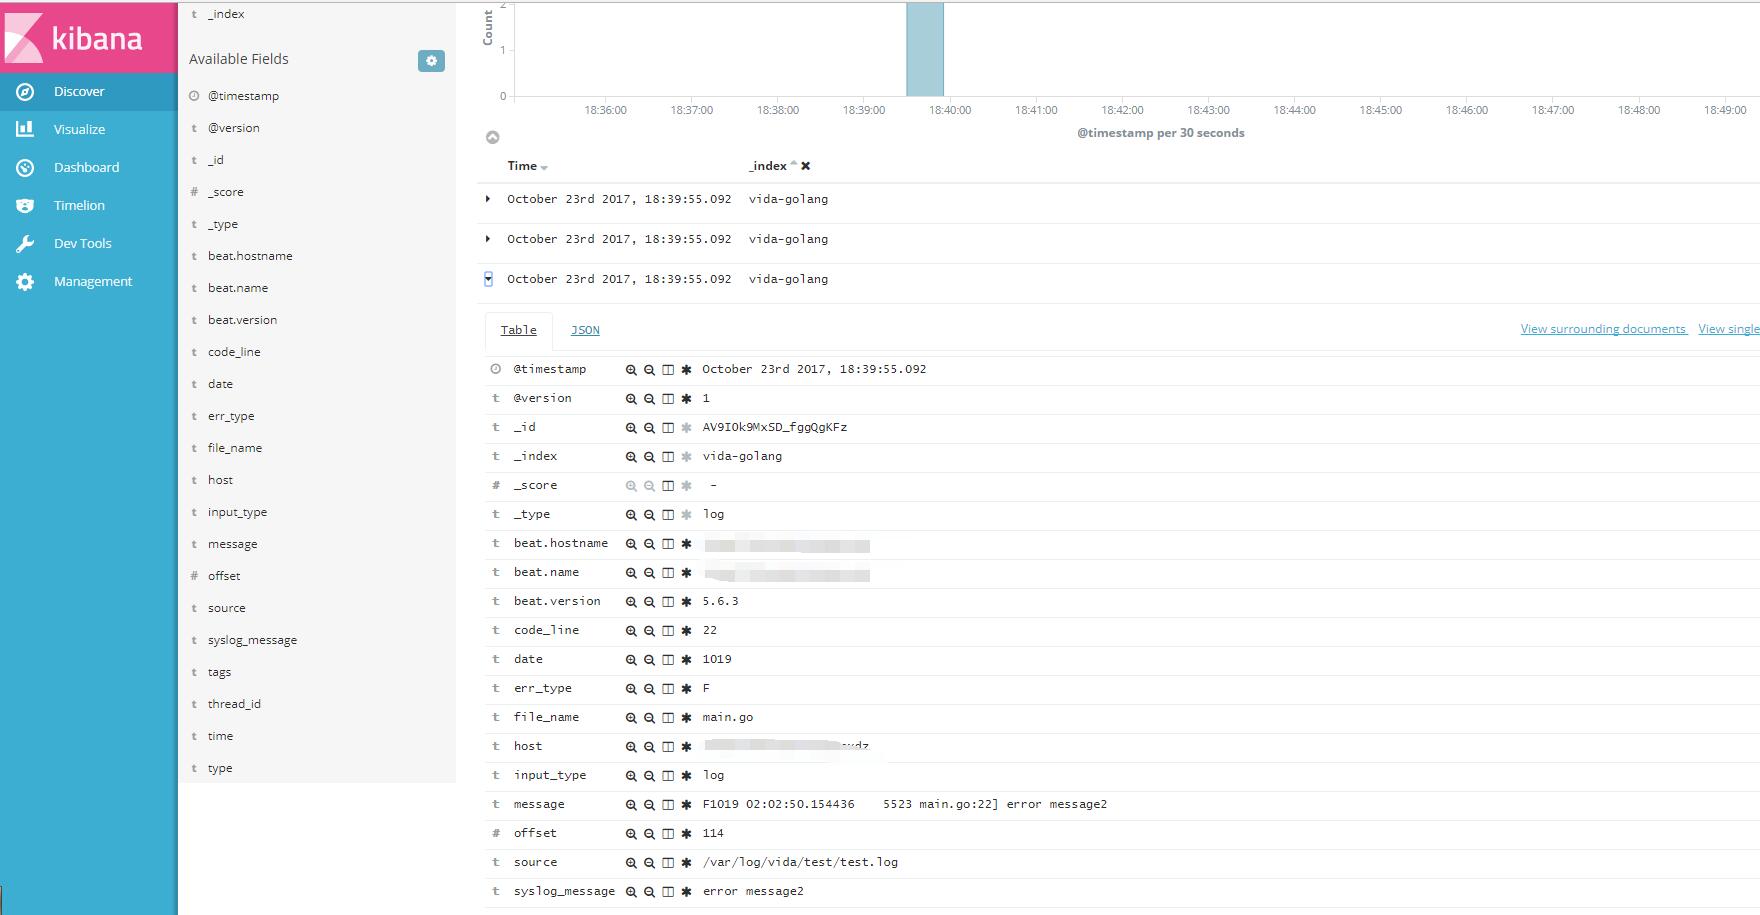 kibana
Discover
Visualize
Dashboard
Timelion
Dev Tools
Management
t _index
Available Fields
@timestamp
t @version
t _id
# _score
t _type
t beat.hostname
t beat.name
t beat.version
t code_line
t date
t err_type
t file_name
t host
t input_type
t message
# offset
t source
t syslog_message
t tags
t thread_id
t time
t type
Count
2
1
0
18:36:00 18:37:00 18:38:00 18:39:00 18:40:00 18:41:00 18:42:00 18:43:00 18:44:00 18:45:00 18:46:00 18:47:00 18:48:00 18:49:00
@timestamp per 30 seconds
Time _index
October 23rd 2017, 18:39:55.092 vida-golang
October 23rd 2017, 18:39:55.092 vida-golang
October 23rd 2017, 18:39:55.092 vida-golang
Table JSON View surrounding documents View single
@timestamp October 23rd 2017, 18:39:55.092
t @version 1
t _id AV9IOk9MxSD_fggQgKFz
t _index vida-golang
# _score -
t _type log
t beat.hostname
t beat.name
t beat.version 5.6.3
t code_line 22
t date 1019
t err_type F
t file_name main.go
t host
t input_type log
t message F1019 02:02:50.154436 5523 main.go:22] error message2
# offset 114
t source /var/log/vida/test/test.log
t syslog_message error message2